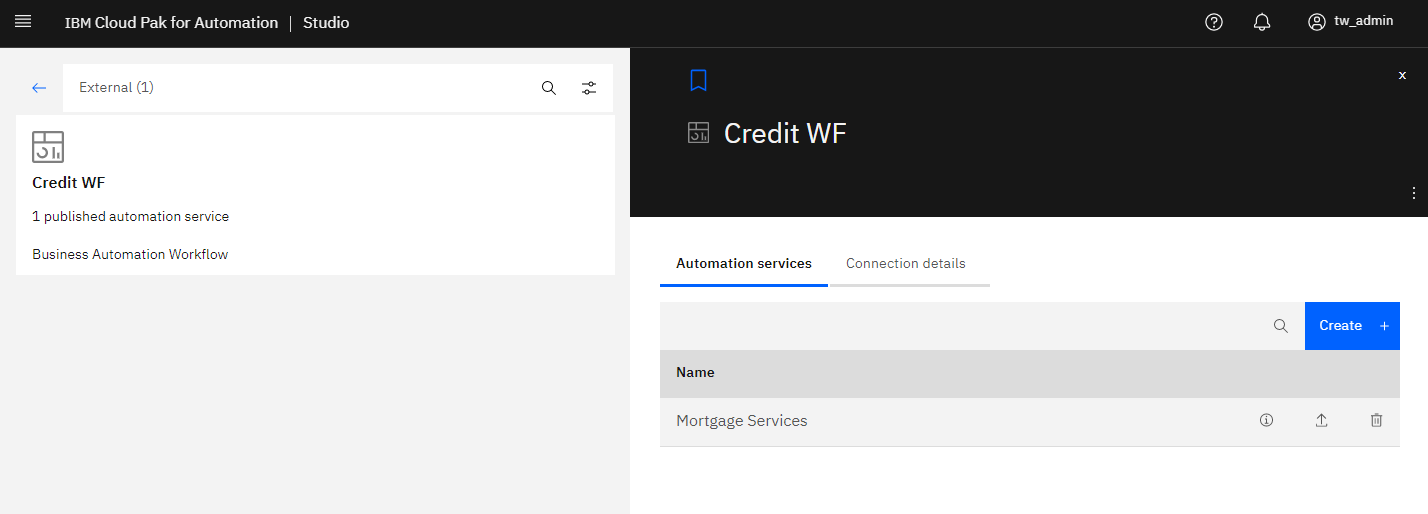 IBM Cloud Pak for Automation | Studio
tw_admin
External (1)
Credit WF
1 published automation service
Business Automation Workflow
x
Credit WF
Automation services
Connection details
Create +
Name
Mortgage Services